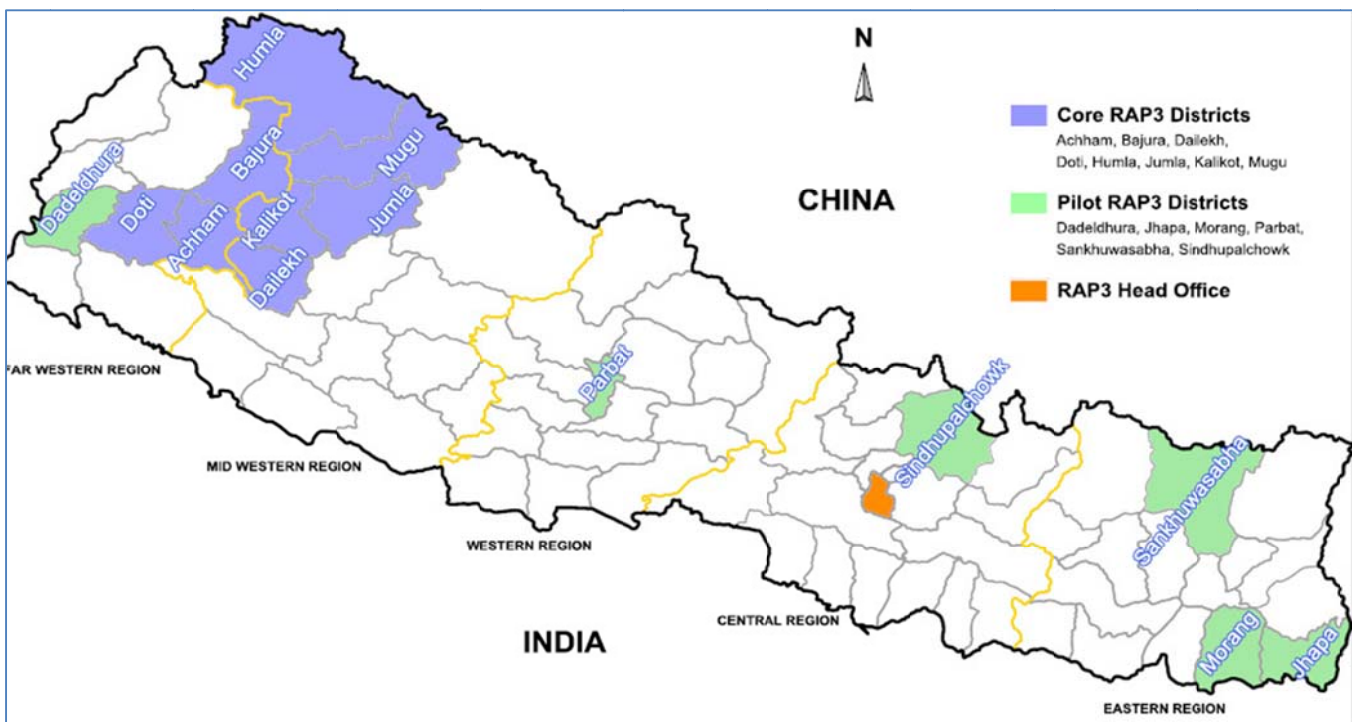 N
Humla
Bajura
Mugu
Dadeldhura
Doti
Achham
Kalikot
Jumla
Dailekh
CHINA
Core RAP3 Districts
Achham, Bajura, Dailekh,
Doti, Humla, Jumla, Kalikot, Mugu
Pilot RAP3 Districts
Dadeldhura, Jhapa, Morang, Parbat,
Sankhuwasabha, Sindhupalchowk
RAP3 Head Office
FAR WESTERN REGION
Parbat
Sindhupalchowk
MID WESTERN REGION
Sankhuwasabha
WESTERN REGION
CENTRAL REGION
INDIA
Morang
Jhapa
EASTERN REGION